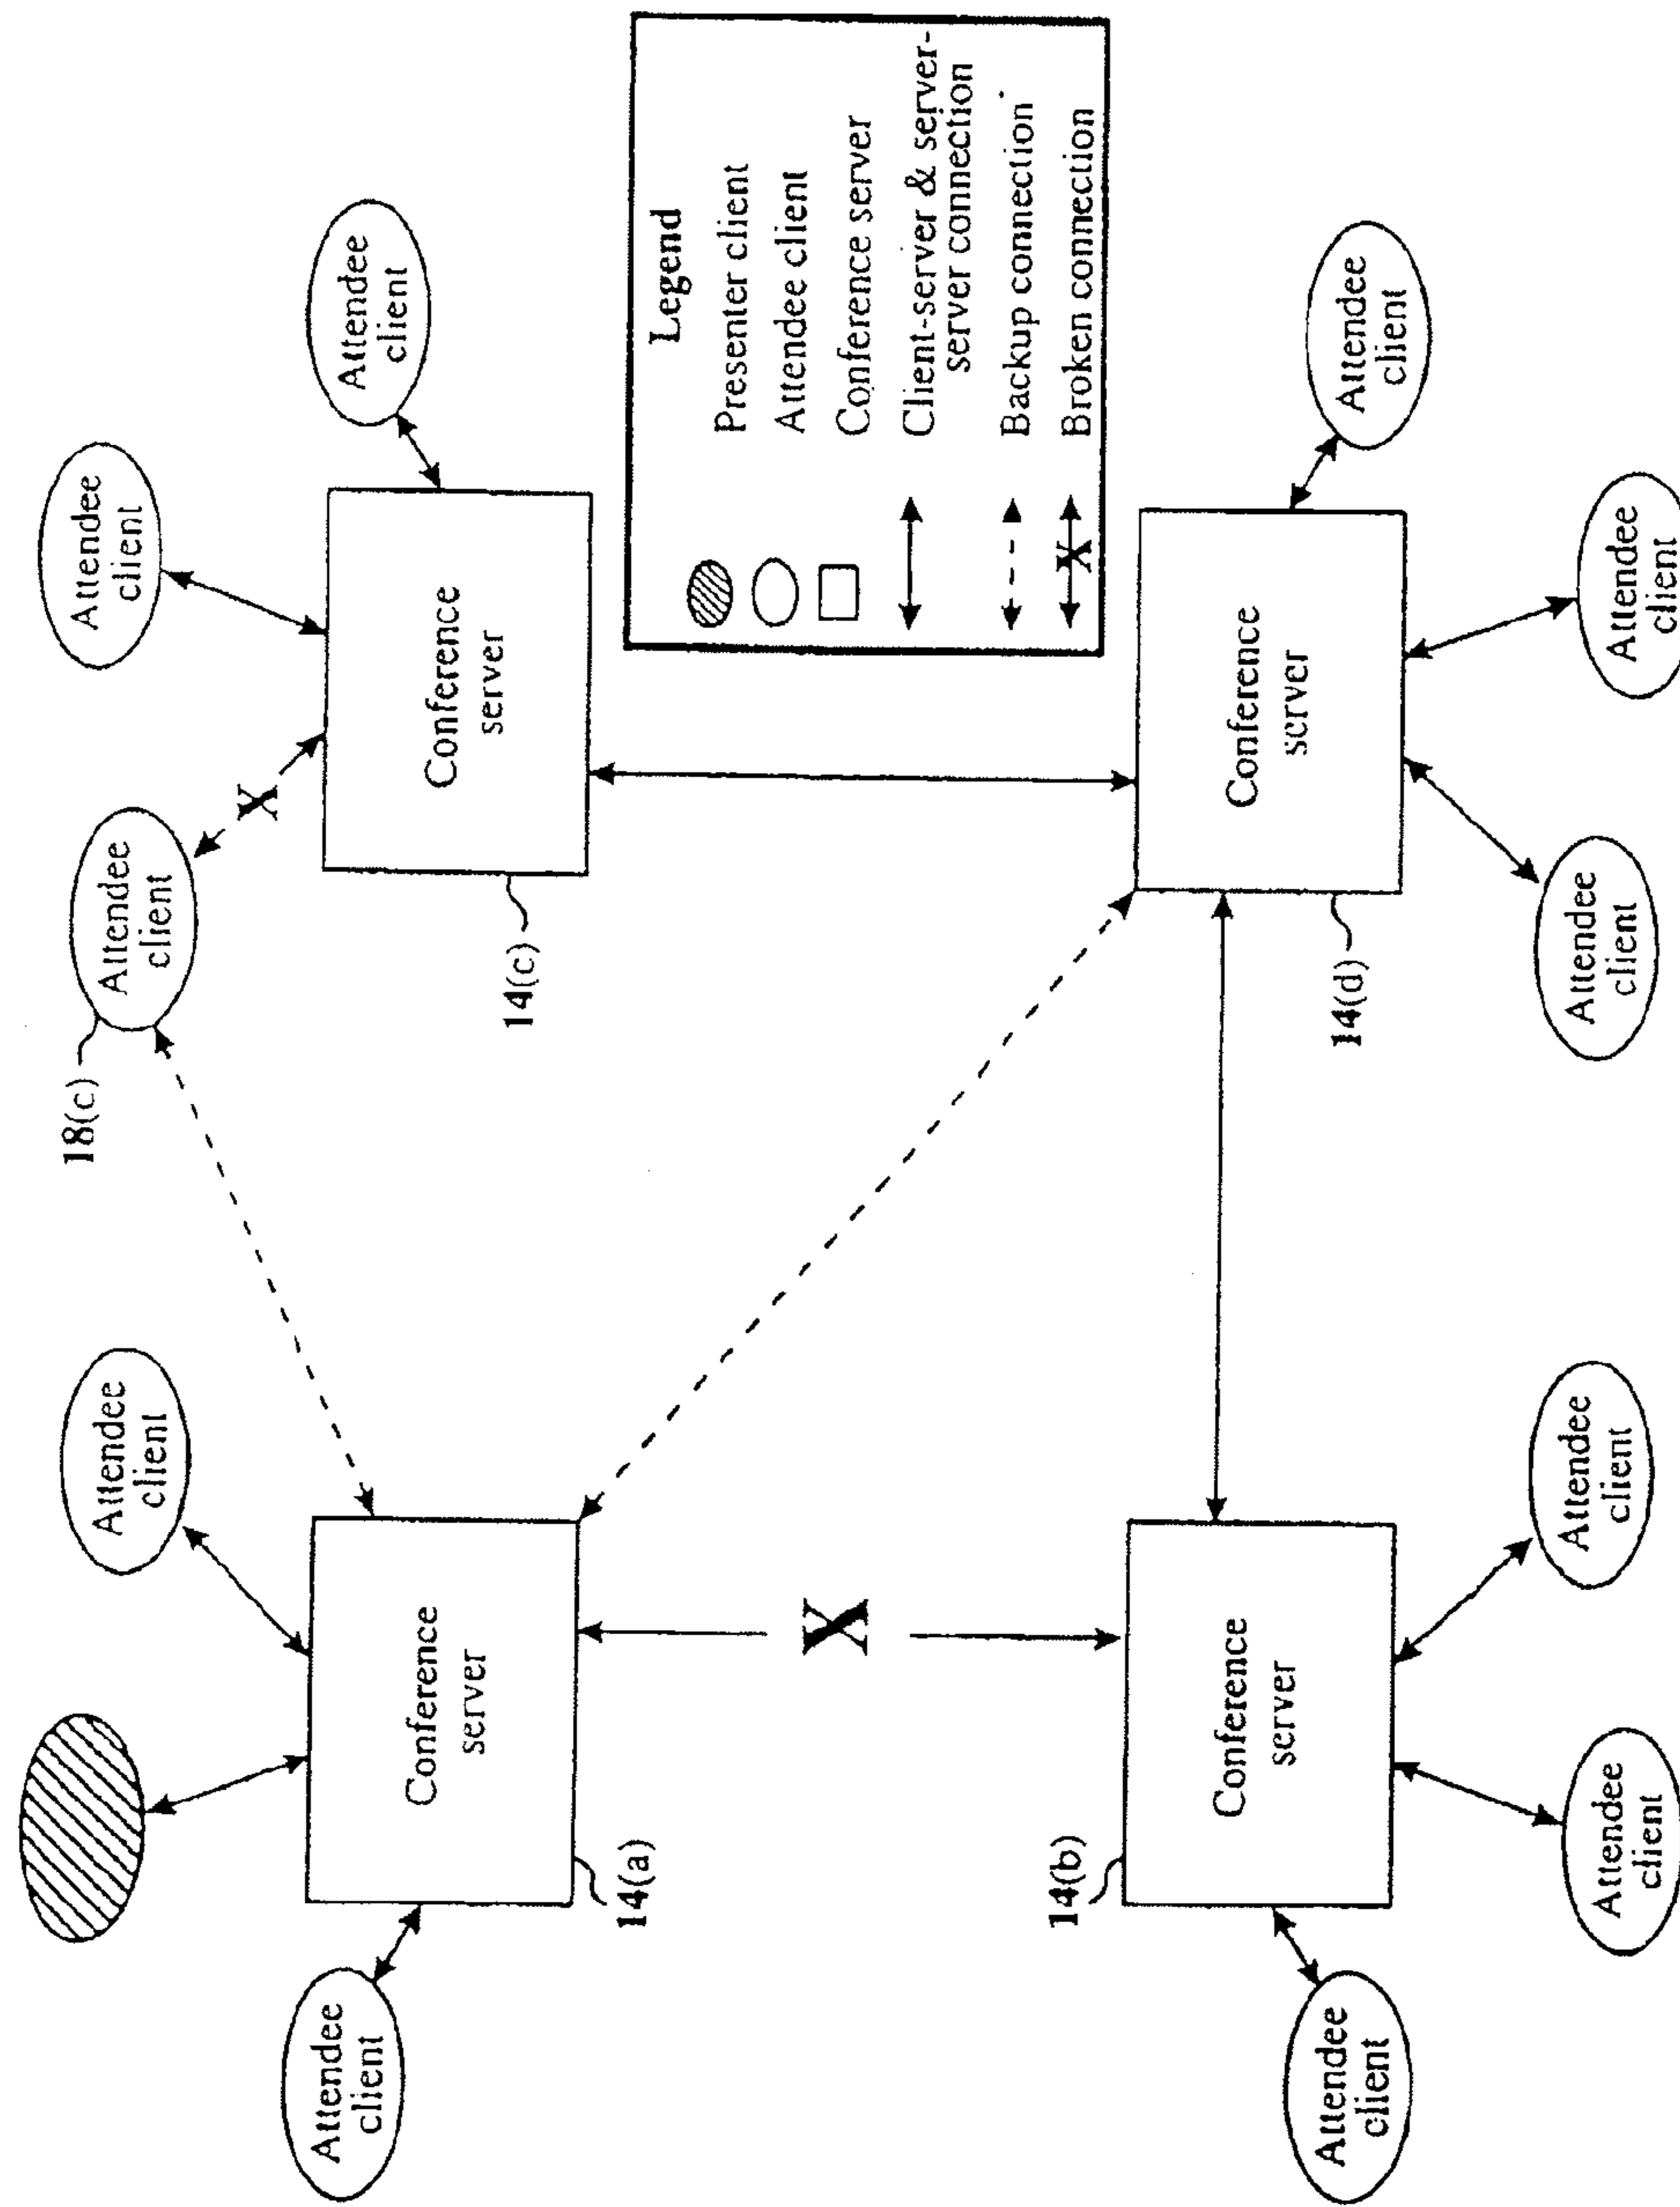 Attendee
client
Conference
server
14(a)
Attendee
client
18(c)
Attendee
client
X
Attendee
client
Attendee
client
Conference
server
14(c)
X
Legend
Presenter client
Attendee client
Conference server
Client-server & server-
server connection
Backup connection
X
Broken connection
14(b)
Conference
server
Attendee
client
Attendee
client
Attendee
client
Conference
server
14(d)
Attendee
client
Attendee
client
Attendee
client